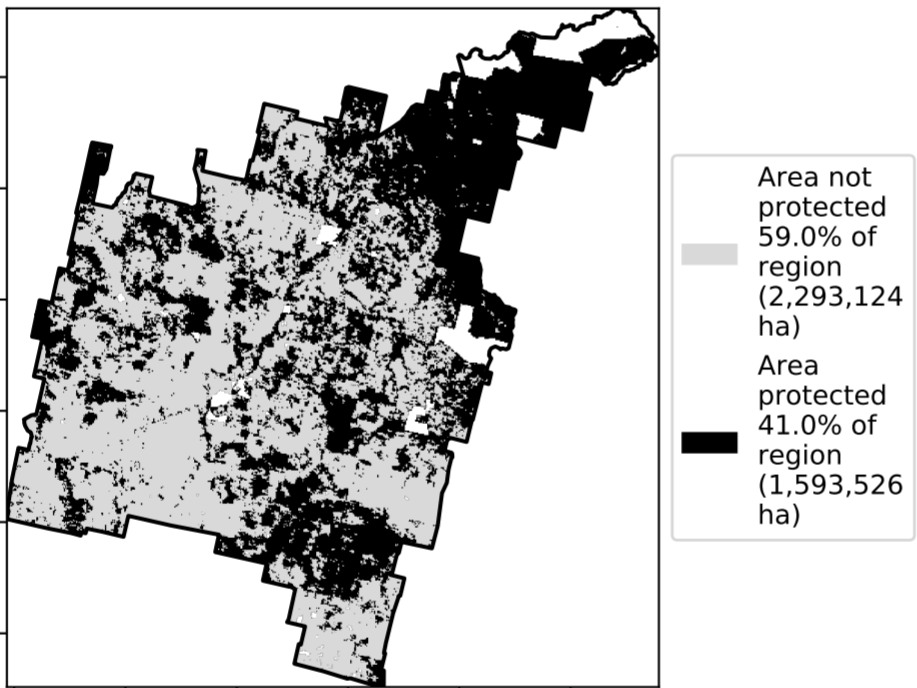 Area not
protected
59.0% of
region
(2,293,124
ha)
Area
protected
41.0% of
region
(1,593,526
ha)